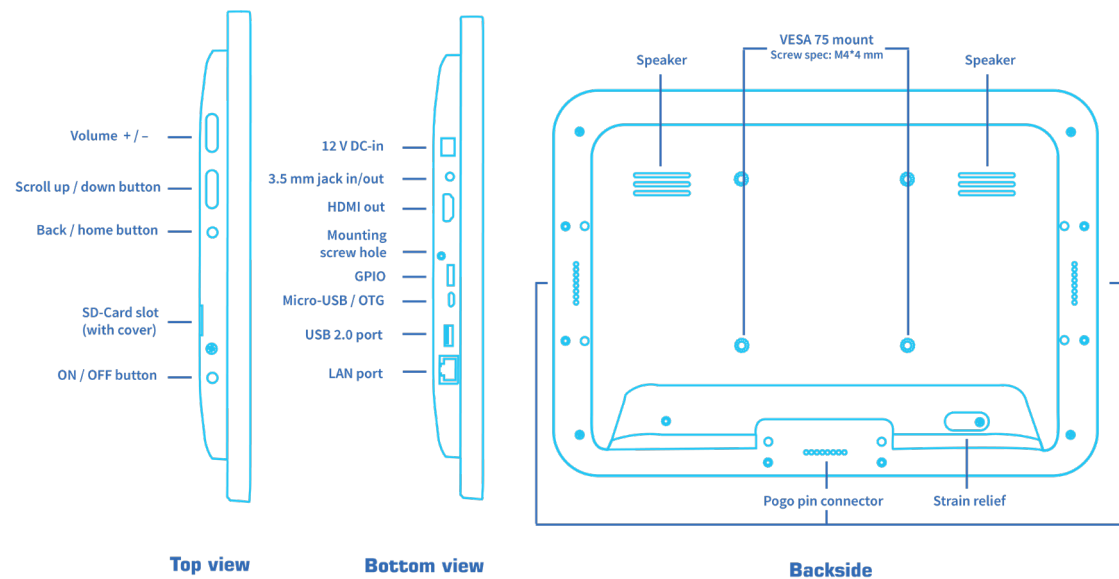 Volume + / –
Scroll up / down button
Back / home button
SD-Card slot
(with cover)
ON / OFF button
Top view
12 V DC-in
3.5 mm jack in/out
HDMI out
Mounting
screw hole
GPIO
Micro-USB / OTG
USB 2.0 port
LAN port
Bottom view
VESA 75 mount
Screw spec: M4*4 mm
Speaker
Speaker
Pogo pin connector
Strain relief
Backside